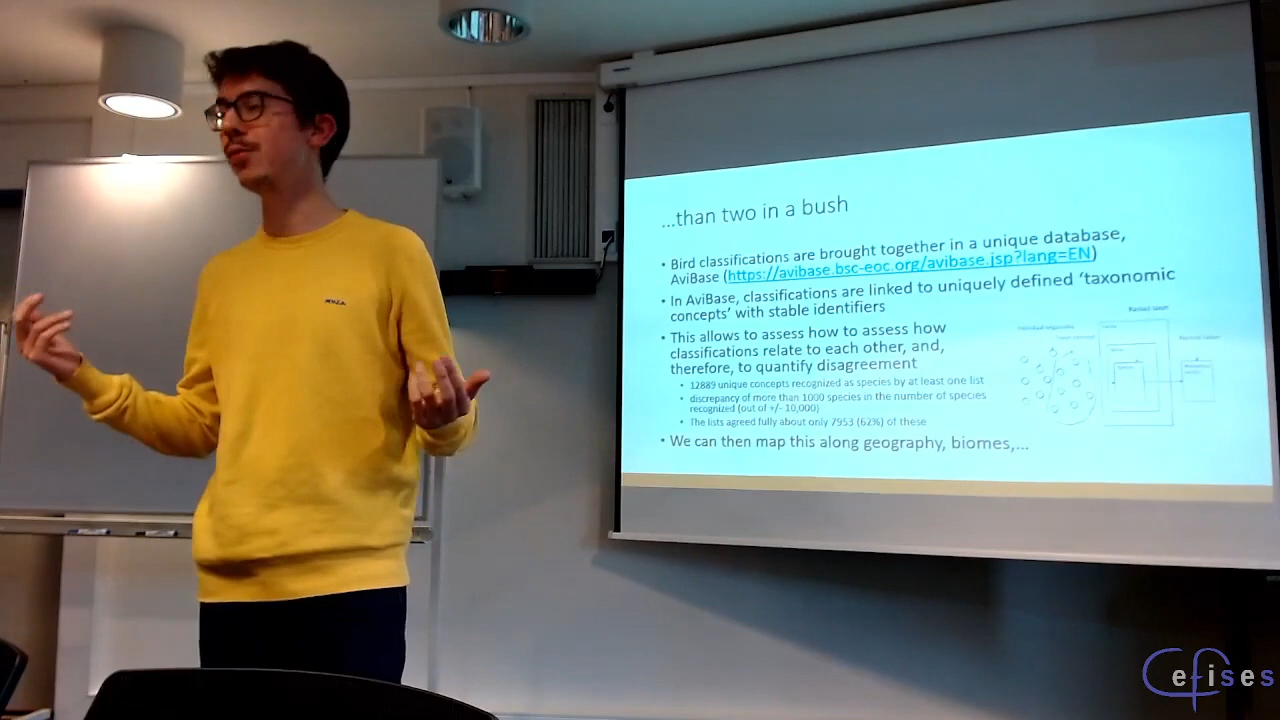 ...than two in a bush
• Bird classifications are brought together in a unique database,
AviBase (https://avibase.bsc-eoc.org/avibase.jsp?lang=EN)
• In AviBase, classifications are linked to uniquely defined ‘taxonomic
concepts’ with stable identifiers
• This allows to assess how to assess how
classifications relate to each other, and,
therefore, to quantify disagreement
• 12889 unique concepts recognized as species by at least one list
• discrepancy of more than 1000 species in the number of species
recognized (out of +/- 10,000)
• The lists agreed fully about only 7953 (62%) of these
• We can then map this along geography, biomes,...
Cefises